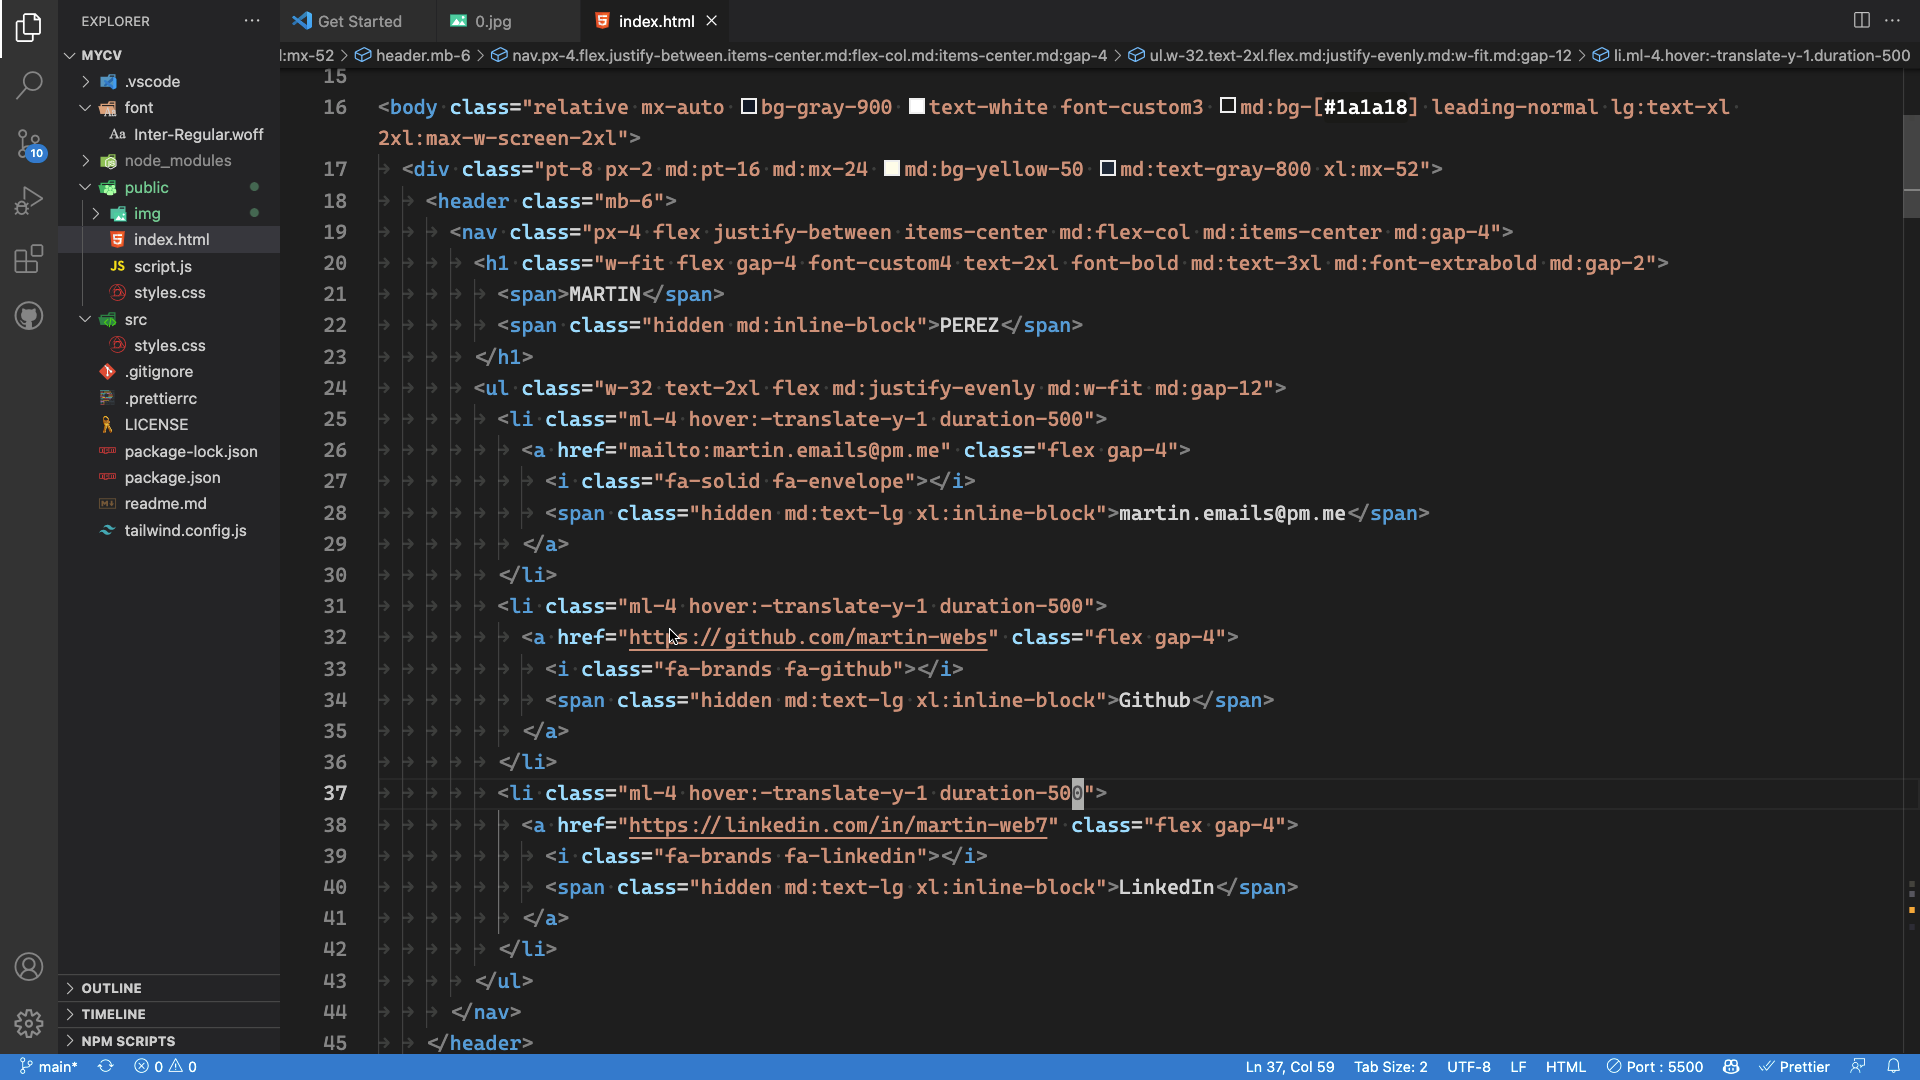 EXPLORER
Get Started
0.jpg
index.html
MYCV
l:mx-52 > header.mb-6 > nav.px-4.flex.justify-between.items-center.md:flex-col.md:items-center.md:gap-4 > ul.w-32.text-2xl.flex.md:justify-evenly.md:w-fit.md:gap-12 > li.ml-4.hover:-translate-y-1.duration-500
.vscode
font
Aa Inter-Regular.woff
node_modules
public
img
index.html
JS script.js
styles.css
src
styles.css
.gitignore
.prettierrc
LICENSE
package-lock.json
package.json
readme.md
tailwind.config.js
OUTLINE
TIMELINE
NPM SCRIPTS
10
15
16 <body class="relative mx-auto bg-gray-900 text-white font-custom3 md:bg-[#1a1a18] leading-normal lg:text-xl
2xl:max-w-screen-2xl">
17 <div class="pt-8 px-2 md:pt-16 md:mx-24 md:bg-yellow-50 md:text-gray-800 xl:mx-52">
18 <header class="mb-6">
19 <nav class="px-4 flex justify-between items-center md:flex-col md:items-center md:gap-4">
20 <h1 class="w-fit flex gap-4 font-custom4 text-2xl font-bold md:text-3xl md:font-extrabold md:gap-2">
21 <span>MARTIN</span>
22 <span class="hidden md:inline-block">PEREZ</span>
23 </h1>
24 <ul class="w-32 text-2xl flex md:justify-evenly md:w-fit md:gap-12">
25 <li class="ml-4 hover:-translate-y-1 duration-500">
26 <a href="mailto:martin.emails@pm.me" class="flex gap-4">
27 <i class="fa-solid fa-envelope"></i>
28 <span class="hidden md:text-lg xl:inline-block">martin.emails@pm.me</span>
29 </a>
30 </li>
31 <li class="ml-4 hover:-translate-y-1 duration-500">
32 <a href="https://github.com/martin-webs" class="flex gap-4">
33 <i class="fa-brands fa-github"></i>
34 <span class="hidden md:text-lg xl:inline-block">Github</span>
35 </a>
36 </li>
37 <li class="ml-4 hover:-translate-y-1 duration-500">
38 <a href="https://linkedin.com/in/martin-web7" class="flex gap-4">
39 <i class="fa-brands fa-linkedin"></i>
40 <span class="hidden md:text-lg xl:inline-block">LinkedIn</span>
41 </a>
42 </li>
43 </ul>
44 </nav>
45 </header>
main* 0 0 Ln 37, Col 59 Tab Size: 2 UTF-8 LF HTML Port : 5500 Prettier